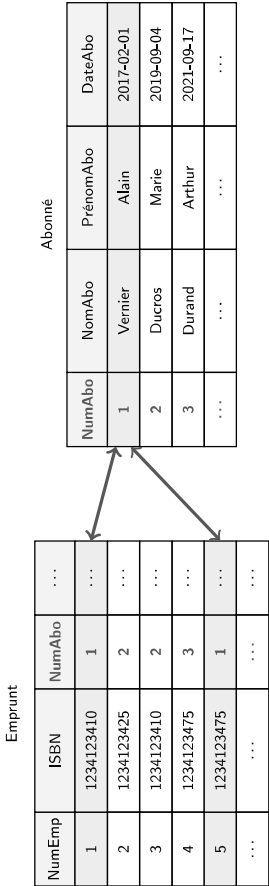 Emprunt
NumEmp ISBN NumAbo ...
1 1234123410 1 ...
2 1234123425 2 ...
3 1234123410 2 ...
4 1234123475 3 ...
5 1234123475 1 ...
... ... ... ...
Abonné
NumAbo NomAbo PrénomAbo DateAbo
1 Vernier Alain 2017-02-01
2 Ducros Marie 2019-09-04
3 Durand Arthur 2021-09-17
... ... ... ...